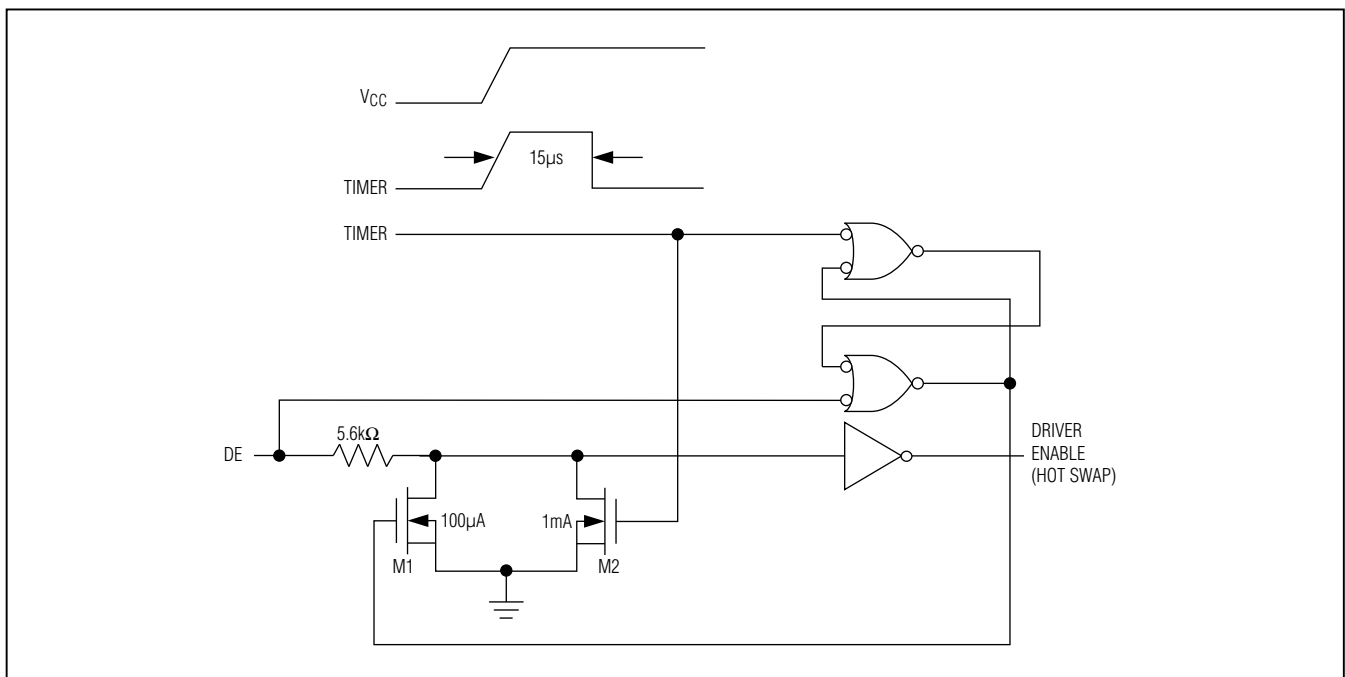 VCC
15µs
TIMER
TIMER
5.6kΩ
DE
DRIVER
ENABLE
(HOT SWAP)
100µA
1mA
M1
M2